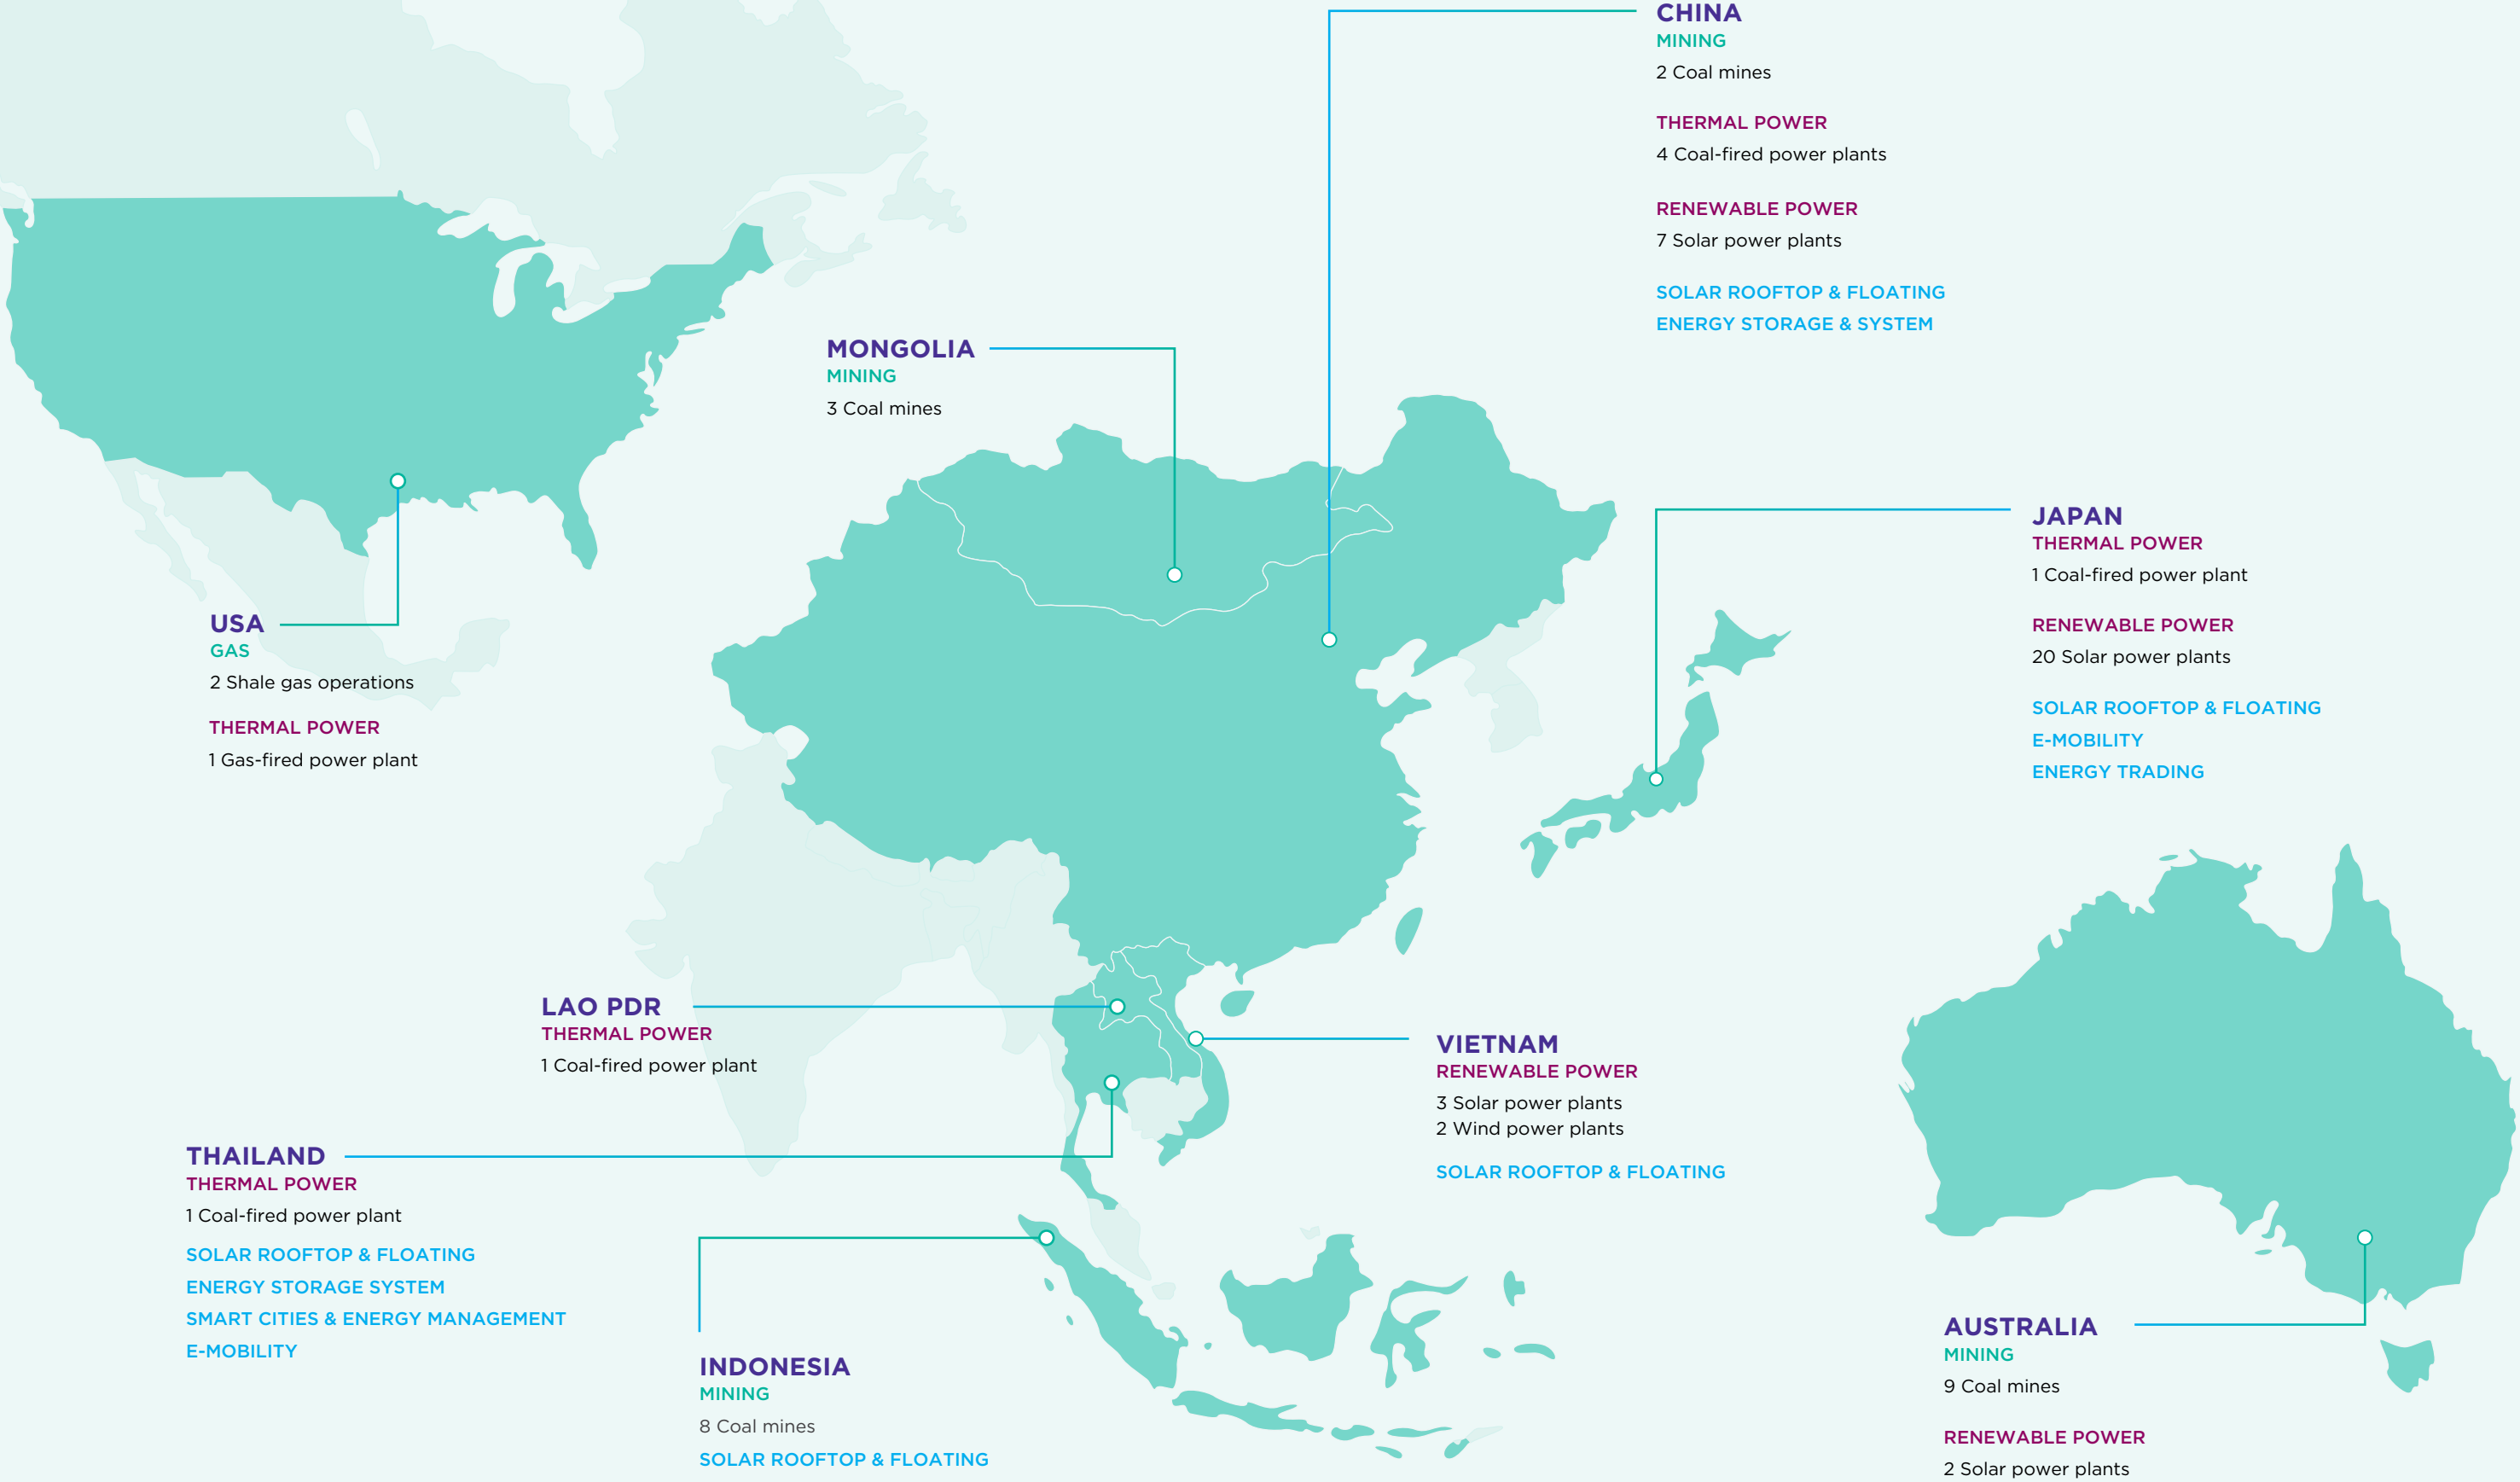 CHINA
MINING
2 Coal mines
THERMAL POWER
4 Coal-fired power plants
RENEWABLE POWER
7 Solar power plants
SOLAR ROOFTOP & FLOATING
ENERGY STORAGE & SYSTEM
MONGOLIA
MINING
3 Coal mines
JAPAN
THERMAL POWER
1 Coal-fired power plant
RENEWABLE POWER
20 Solar power plants
SOLAR ROOFTOP & FLOATING
E-MOBILITY
ENERGY TRADING
USA
GAS
2 Shale gas operations
THERMAL POWER
1 Gas-fired power plant
LAO PDR
THERMAL POWER
1 Coal-fired power plant
VIETNAM
RENEWABLE POWER
3 Solar power plants
2 Wind power plants
SOLAR ROOFTOP & FLOATING
THAILAND
THERMAL POWER
1 Coal-fired power plant
SOLAR ROOFTOP & FLOATING
ENERGY STORAGE SYSTEM
SMART CITIES & ENERGY MANAGEMENT
E-MOBILITY
INDONESIA
MINING
8 Coal mines
SOLAR ROOFTOP & FLOATING
AUSTRALIA
MINING
9 Coal mines
RENEWABLE POWER
2 Solar power plants